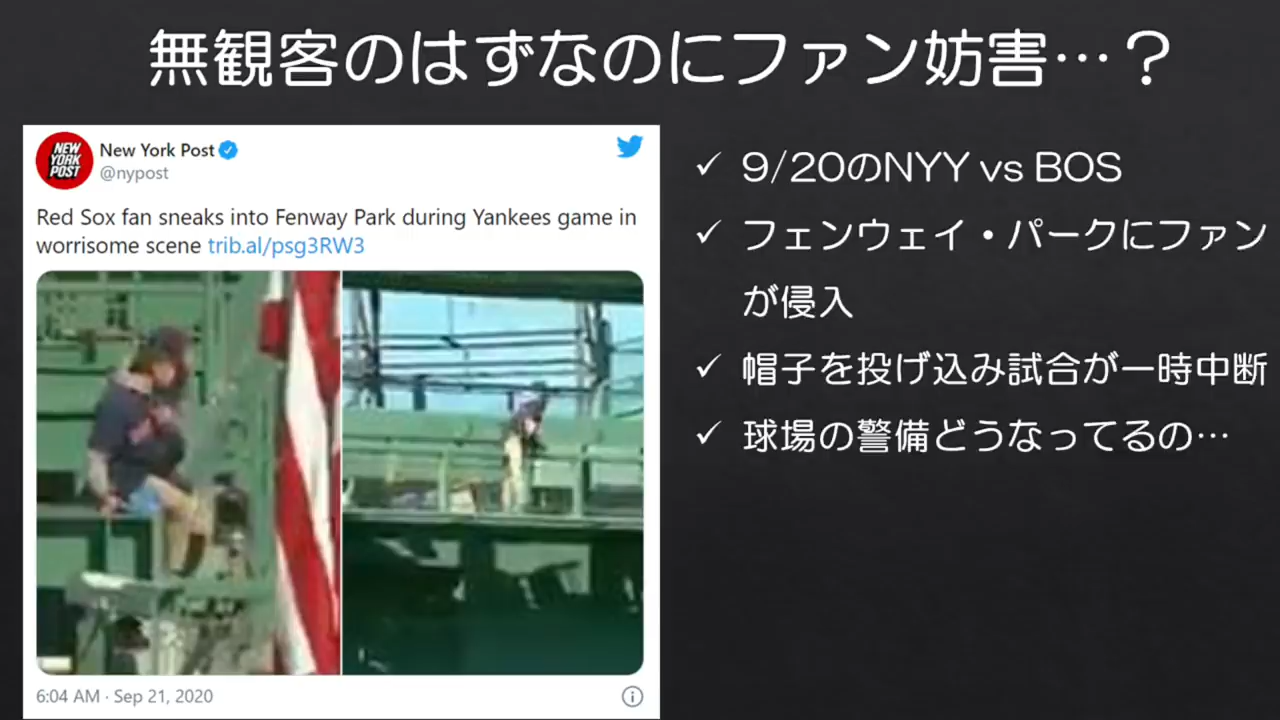 無観客のはずなのにファン妨害…？
NEW
YORK
POST
New York Post
@nypost
Red Sox fan sneaks into Fenway Park during Yankees game in
worrisome scene trib.al/psg3RW3
6:04 AM · Sep 21, 2020
✓ 9/20のNYY vs BOS
✓ フェンウェイ・パークにファン
が侵入
✓ 帽子を投げ込み試合が一時中断
✓ 球場の警備どうなってるの…